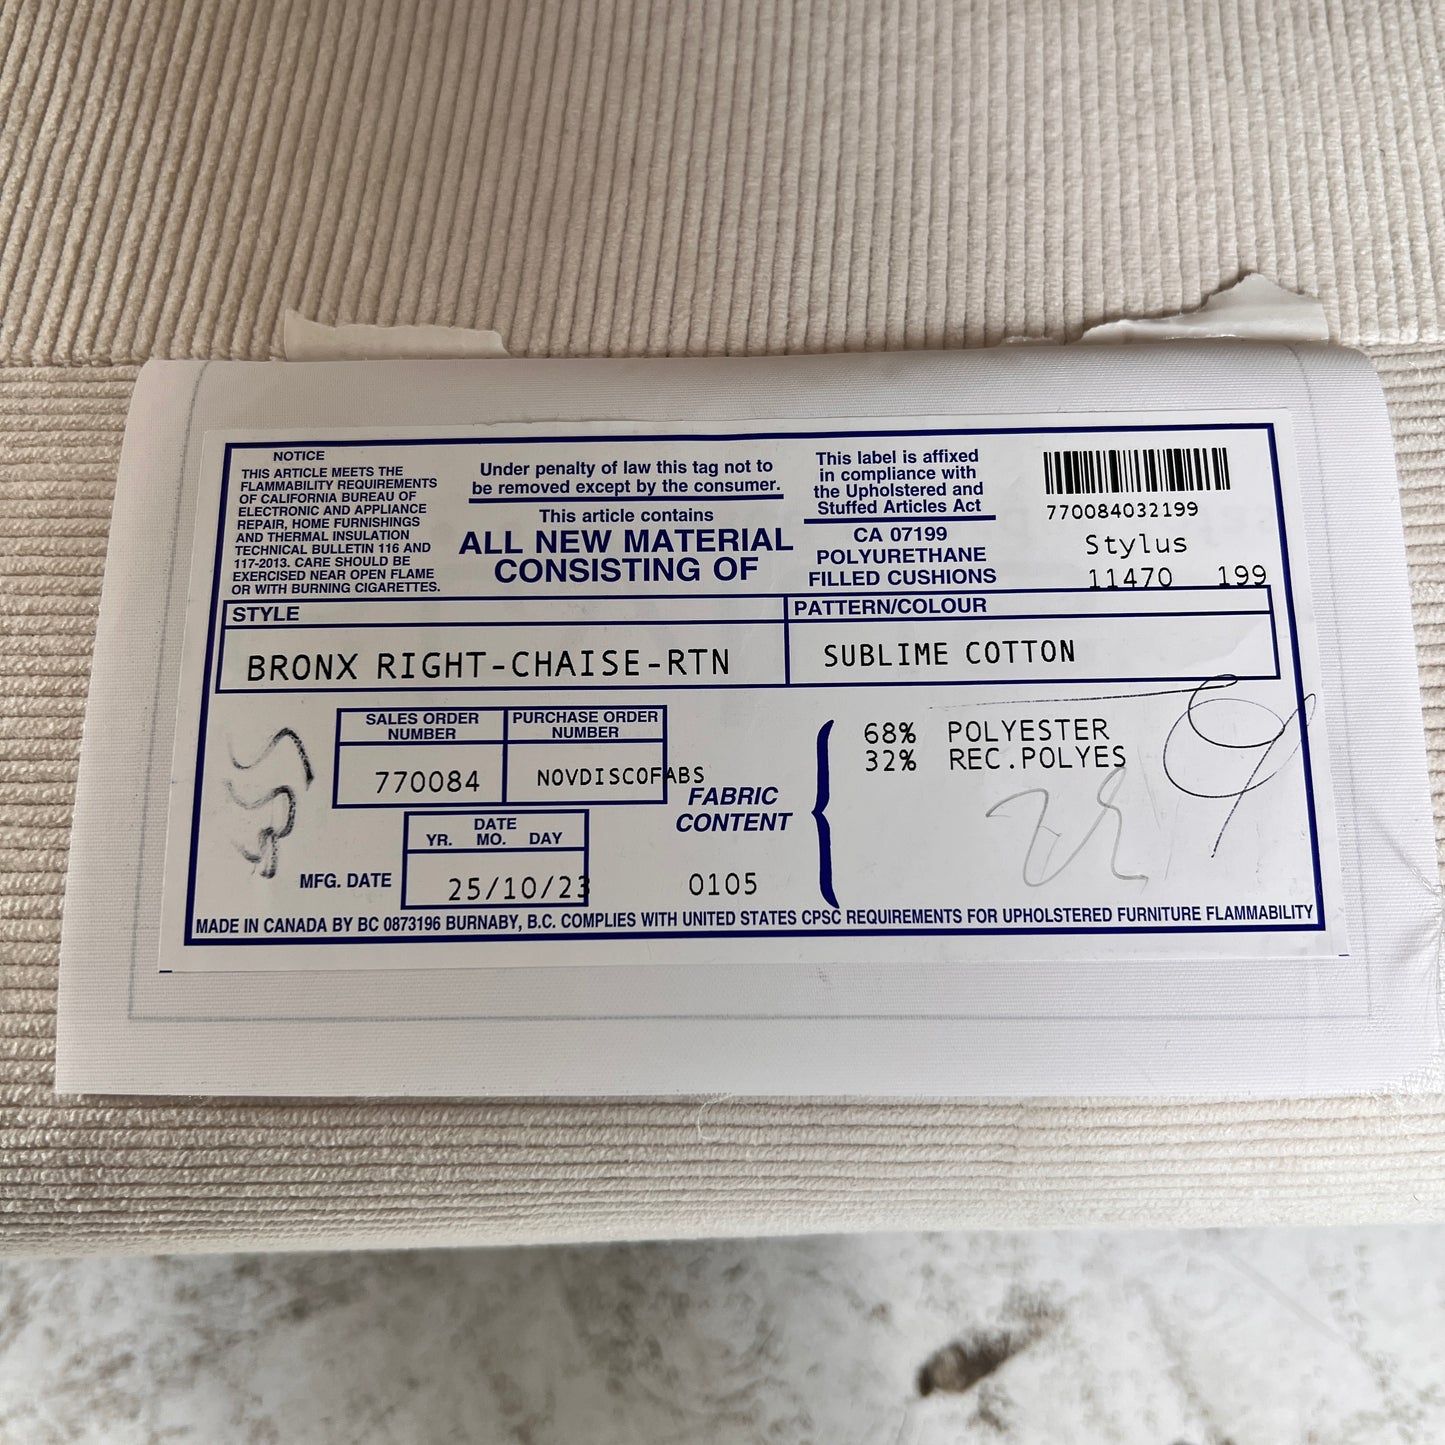 NOTICE
THIS ARTICLE MEETS THE
FLAMMABILITY REQUIREMENTS
OF CALIFORNIA BUREAU OF
ELECTRONIC AND APPLIANCE
REPAIR, HOME FURNISHINGS
AND THERMAL INSULATION
TECHNICAL BULLETIN 116 AND
117-2013. CARE SHOULD BE
EXERCISED NEAR OPEN FLAME
OR WITH BURNING CIGARETTES.
Under penalty of law this tag not to
be removed except by the consumer.
This article contains
ALL NEW MATERIAL
CONSISTING OF
This label is affixed
in compliance with
the Upholstered and
Stuffed Articles Act
CA 07199
POLYURETHANE
FILLED CUSHIONS
770084032199
Stylus
11470 199
STYLE
BRONX RIGHT-CHAISE-RTN
PATTERN/COLOUR
SUBLIME COTTON
SALES ORDER
NUMBER
770084
PURCHASE ORDER
NUMBER
NOVDISCOFABS
FABRIC
CONTENT
68% POLYESTER
32% REC.POLYES
DATE
YR. MO. DAY
MFG. DATE
25/10/23
0105
MADE IN CANADA BY BC 0873196 BURNABY, B.C. COMPLIES WITH UNITED STATES CPSC REQUIREMENTS FOR UPHOLSTERED FURNITURE FLAMMABILITY